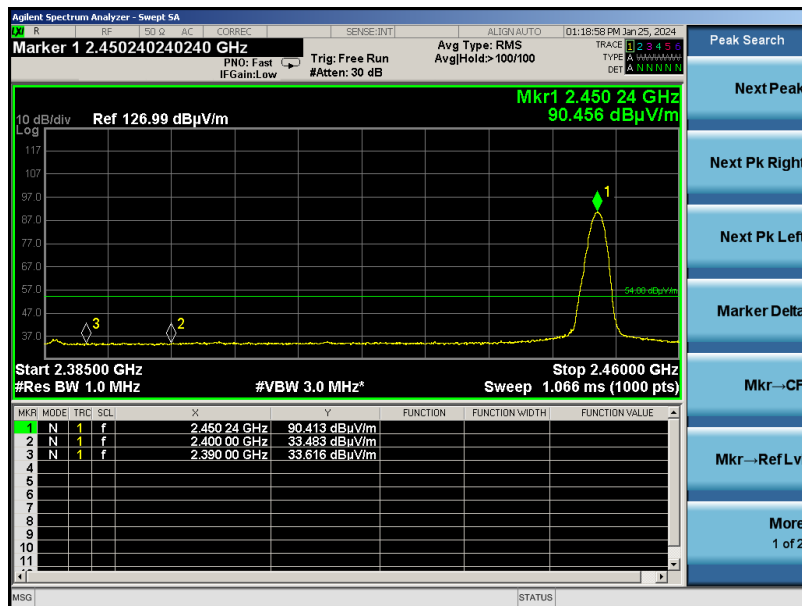 Agilent Spectrum Analyzer - Swept SA
LXI R RF 50 Ω AC CORREC SENSE:INT ALIGN AUTO 01:18:58 PM Jan 25, 2024
Marker 1 2.450240240240 GHz Avg Type: RMS TRACE 1 2 3 4 5 6
PNO: Fast Trig: Free Run Avg|Hold:>100/100 TYPE A
IFGain:Low #Atten: 30 dB DET A N N N N N
Peak Search
Next Peak
Next Pk Right
Next Pk Left
Marker Delta
Mkr→CF
Mkr→Ref Lv
More
1 of 2
Mkr1 2.450 24 GHz
90.456 dBµV/m
10 dB/div Ref 126.99 dBµV/m
Log
117
107
97.0
87.0
77.0
67.0
57.0
47.0
37.0
1
54.00 dBµV/m
3
2
Start 2.38500 GHz Stop 2.46000 GHz
#Res BW 1.0 MHz #VBW 3.0 MHz* Sweep 1.066 ms (1000 pts)
MKR MODE TRC SCL X Y FUNCTION FUNCTION WIDTH FUNCTION VALUE
1 N 1 f 2.450 24 GHz 90.413 dBµV/m
2 N 1 f 2.400 00 GHz 33.483 dBµV/m
3 N 1 f 2.390 00 GHz 33.616 dBµV/m
4
5
6
7
8
9
10
11
MSG STATUS